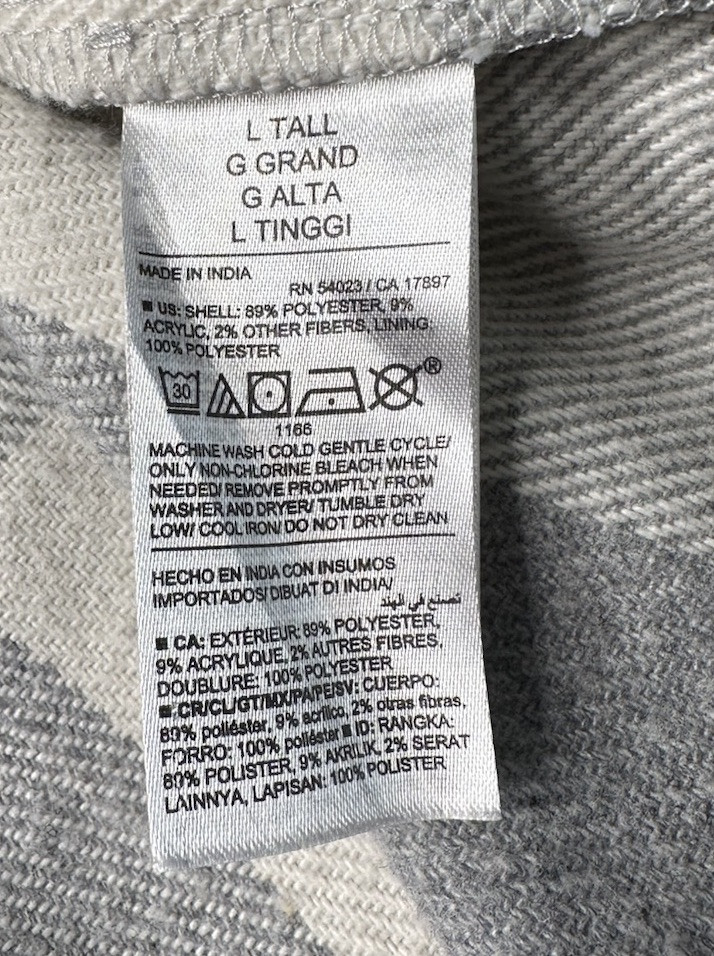 L TALL
G GRAND
G ALTA
L TINGGI
MADE IN INDIA
RN 54023 / CA 17897
■ US: SHELL: 89% POLYESTER, 9%
ACRYLIC, 2% OTHER FIBERS, LINING:
100% POLYESTER
30
®
1166
MACHINE WASH COLD GENTLE CYCLE/
ONLY NON-CHLORINE BLEACH WHEN
NEEDED/ REMOVE PROMPTLY FROM
WASHER AND DRYER/ TUMBLE DRY
LOW/ COOL IRON/ DO NOT DRY CLEAN
HECHO EN INDIA CON INSUMOS
IMPORTADOS/ DIBUAT DI INDIA/
تصنع في الهند
■ CA: EXTÉRIEUR: 89% POLYESTER,
9% ACRYLIQUE, 2% AUTRES FIBRES,
DOUBLURE: 100% POLYESTER
■ CR/CL/GT/MX/PA/PE/SV: CUERPO:
89% poliéster, 9% acrílico, 2% otras fibras,
FORRO: 100% poliéster ■ ID: RANGKA:
89% POLISTER, 9% AKRILIK, 2% SERAT
LAINNYA, LAPISAN: 100% POLISTER